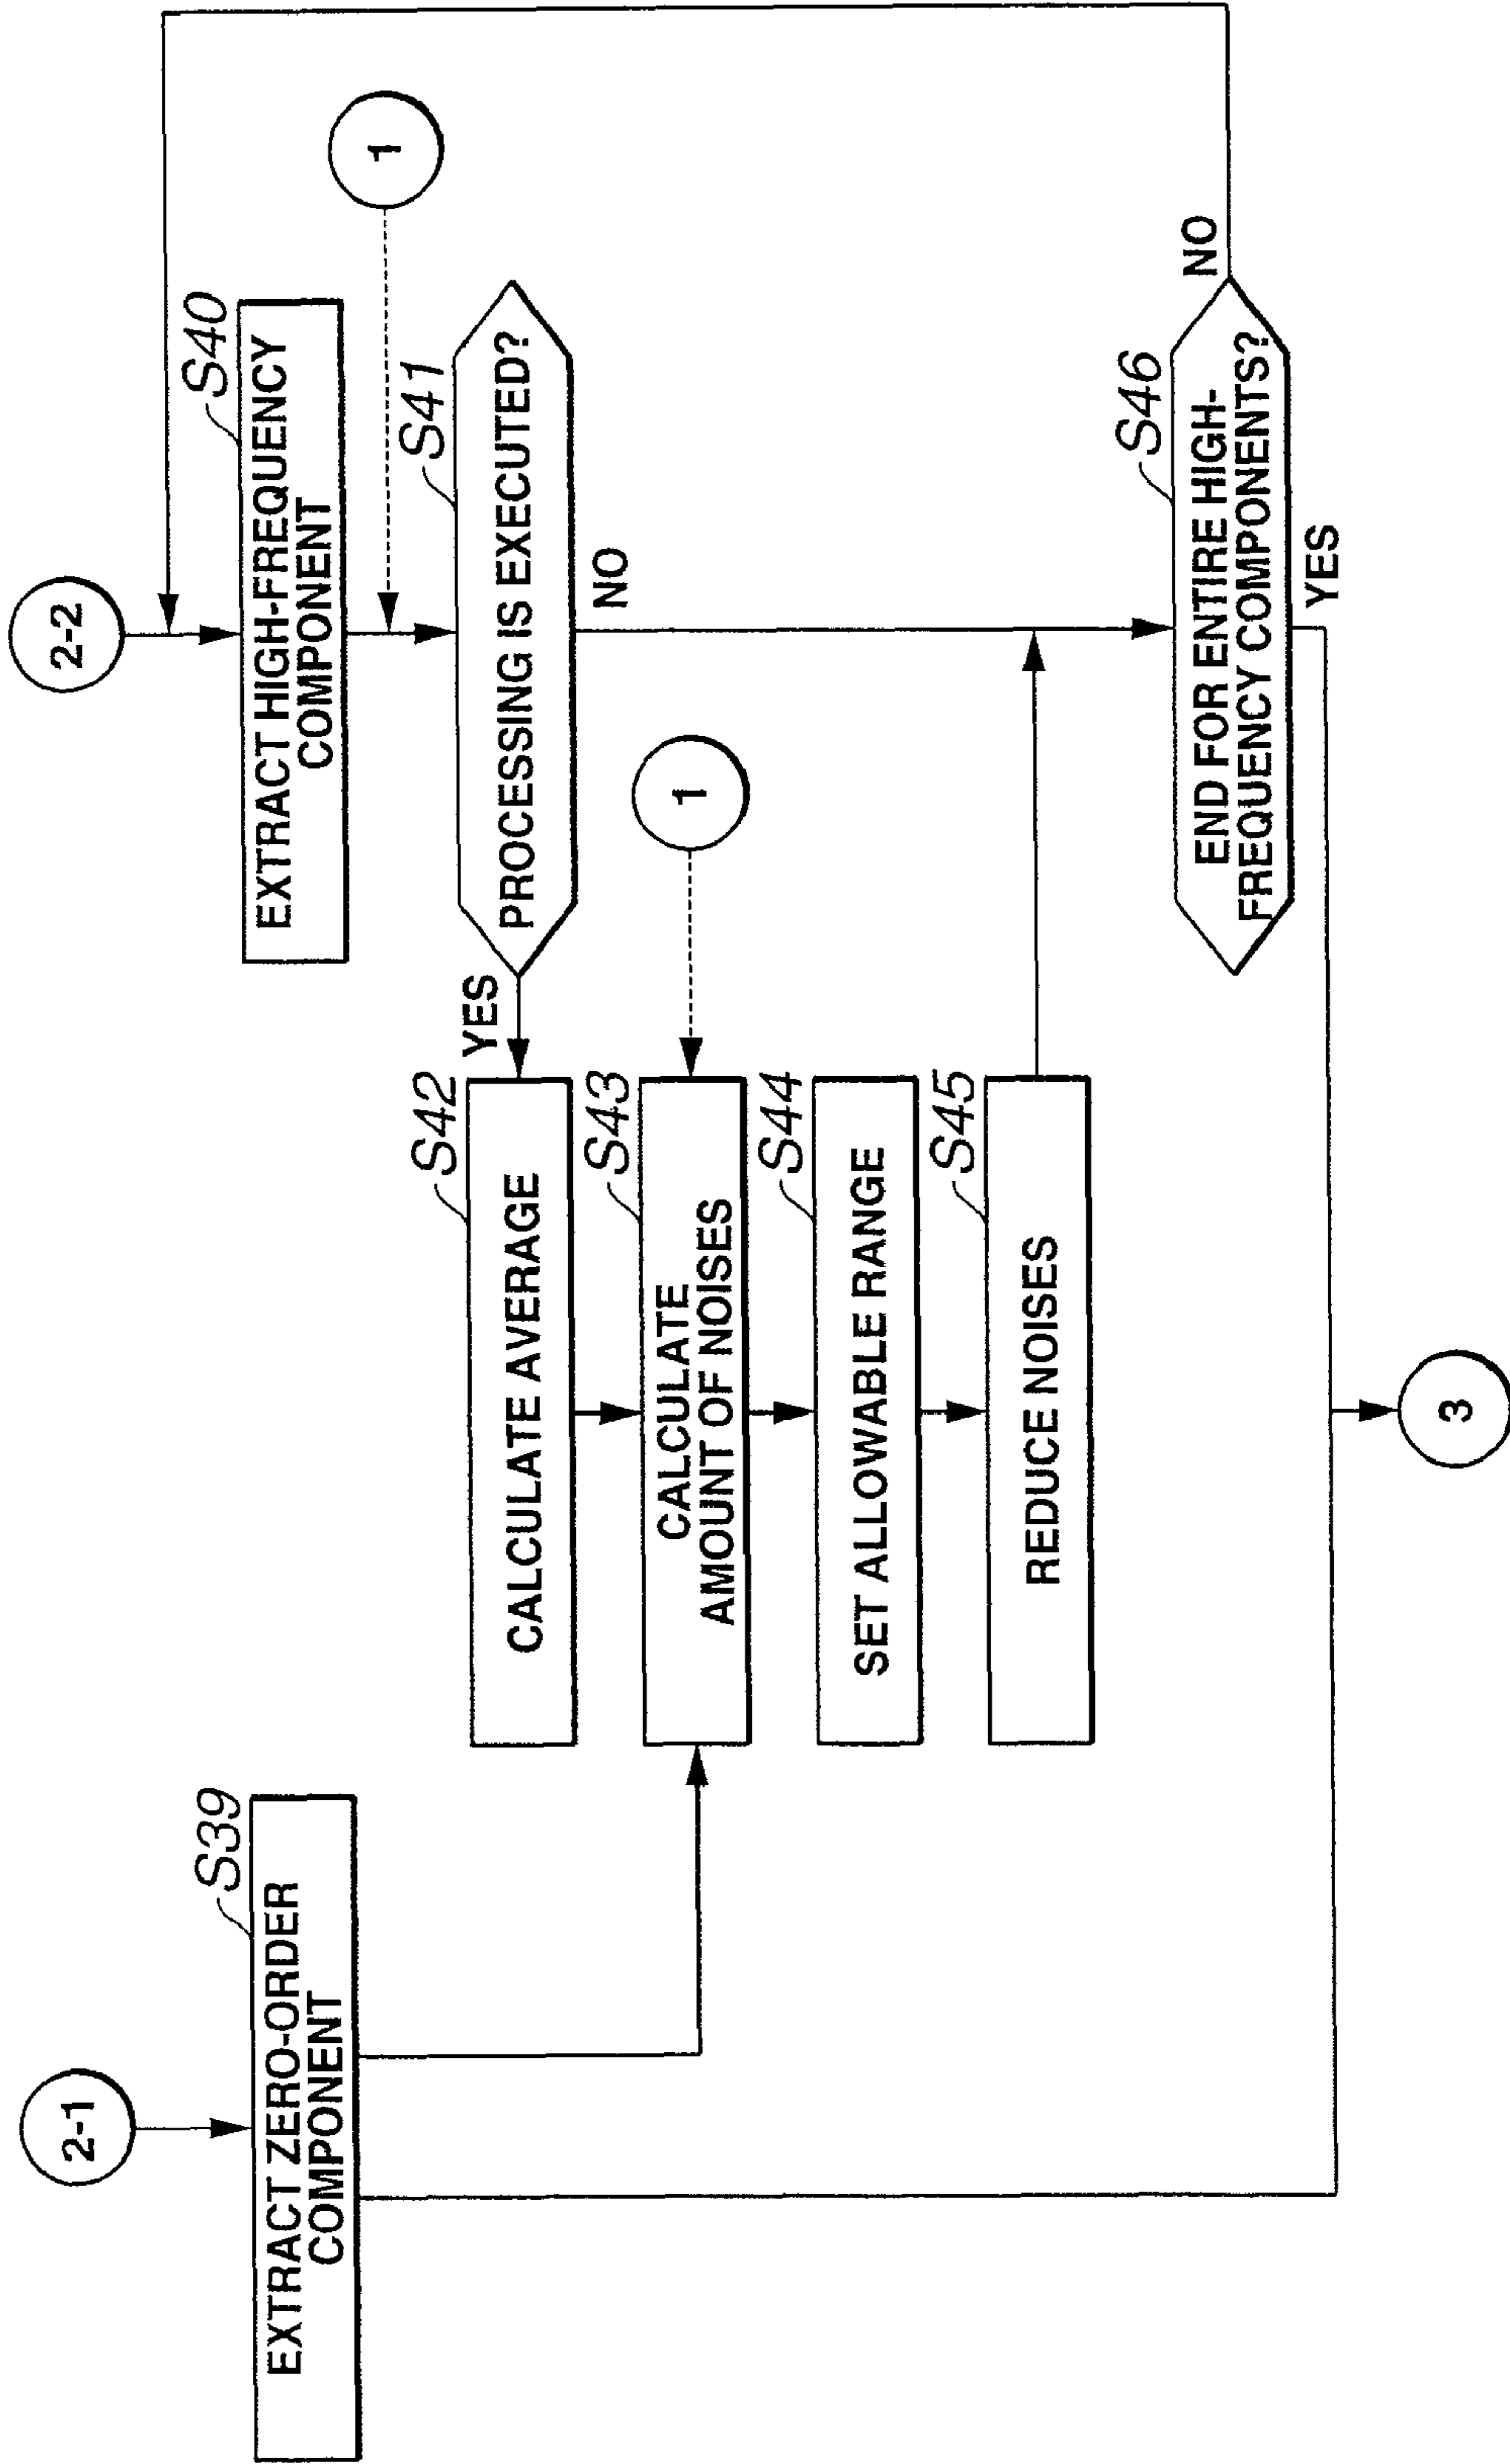 2-1
2-2
S39
EXTRACT ZERO-ORDER
COMPONENT
S40
EXTRACT HIGH-FREQUENCY
COMPONENT
1
S41
PROCESSING IS EXECUTED?
YES
NO
S42
CALCULATE AVERAGE
S43
CALCULATE
AMOUNT OF NOISES
1
S44
SET ALLOWABLE RANGE
S45
REDUCE NOISES
S46
END FOR ENTIRE HIGH-
FREQUENCY COMPONENTS?
NO
YES
3